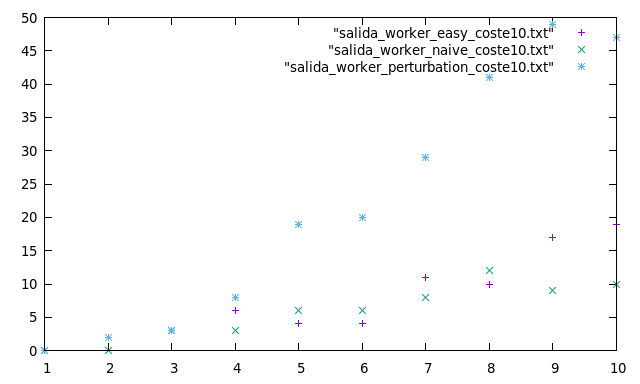 50
"salida_worker_easy_coste10.txt"
"salida_worker_naive_coste10.txt"
45
"salida_worker_perturbation_coste10.txt"
40
35
30
25
20
15
10
5
0
1 2 3 4 5 6 7 8 9 10